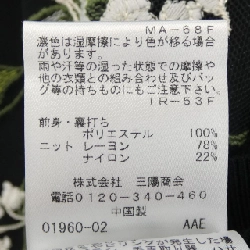 MA-68F
濃色は湿摩擦により色が移る場合
があります。
雨や汗等の湿った状態での摩擦や
他の衣類との組み合わせ及びバッ
グ等の持ちものにもご注意下さい。
TR-53F
前身・裏打ち
ポリエステル 100%
ニット レーヨン 78%
ナイロン 22%
株式会社 三陽商会
電話0120-340-460
中国製
01960-02 AAE